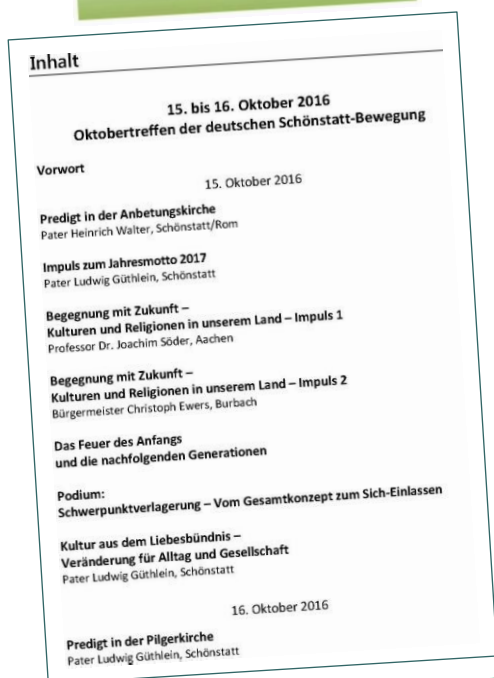 Inhalt
15. bis 16. Oktober 2016
Oktobertreffen der deutschen Schönstatt-Bewegung
Vorwort
15. Oktober 2016
Predigt in der Anbetungskirche
Pater Heinrich Walter, Schönstatt/Rom
Impuls zum Jahresmotto 2017
Pater Ludwig Güthlein, Schönstatt
Begegnung mit Zukunft –
Kulturen und Religionen in unserem Land – Impuls 1
Professor Dr. Joachim Söder, Aachen
Begegnung mit Zukunft –
Kulturen und Religionen in unserem Land – Impuls 2
Bürgermeister Christoph Ewers, Burbach
Das Feuer des Anfangs
und die nachfolgenden Generationen
Podium:
Schwerpunktverlagerung – Vom Gesamtkonzept zum Sich-Einlassen
Kultur aus dem Liebesbündnis –
Veränderung für Alltag und Gesellschaft
Pater Ludwig Güthlein, Schönstatt
16. Oktober 2016
Predigt in der Pilgerkirche
Pater Ludwig Güthlein, Schönstatt